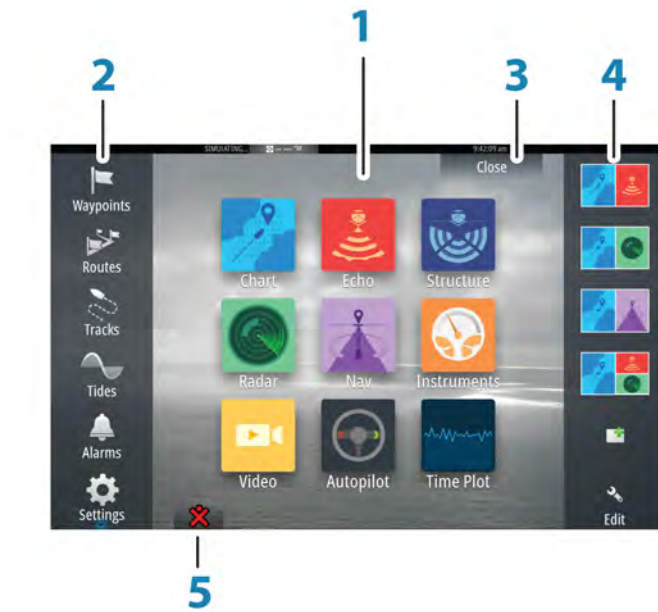 1
2
3
4
SIMULATING...
-- ---°M
9:42:09 am
Close
Waypoints
Routes
Tracks
Tides
Alarms
Settings
Chart
Echo
Structure
Radar
Nav
Instruments
Video
Autopilot
Time Plot
Edit
5